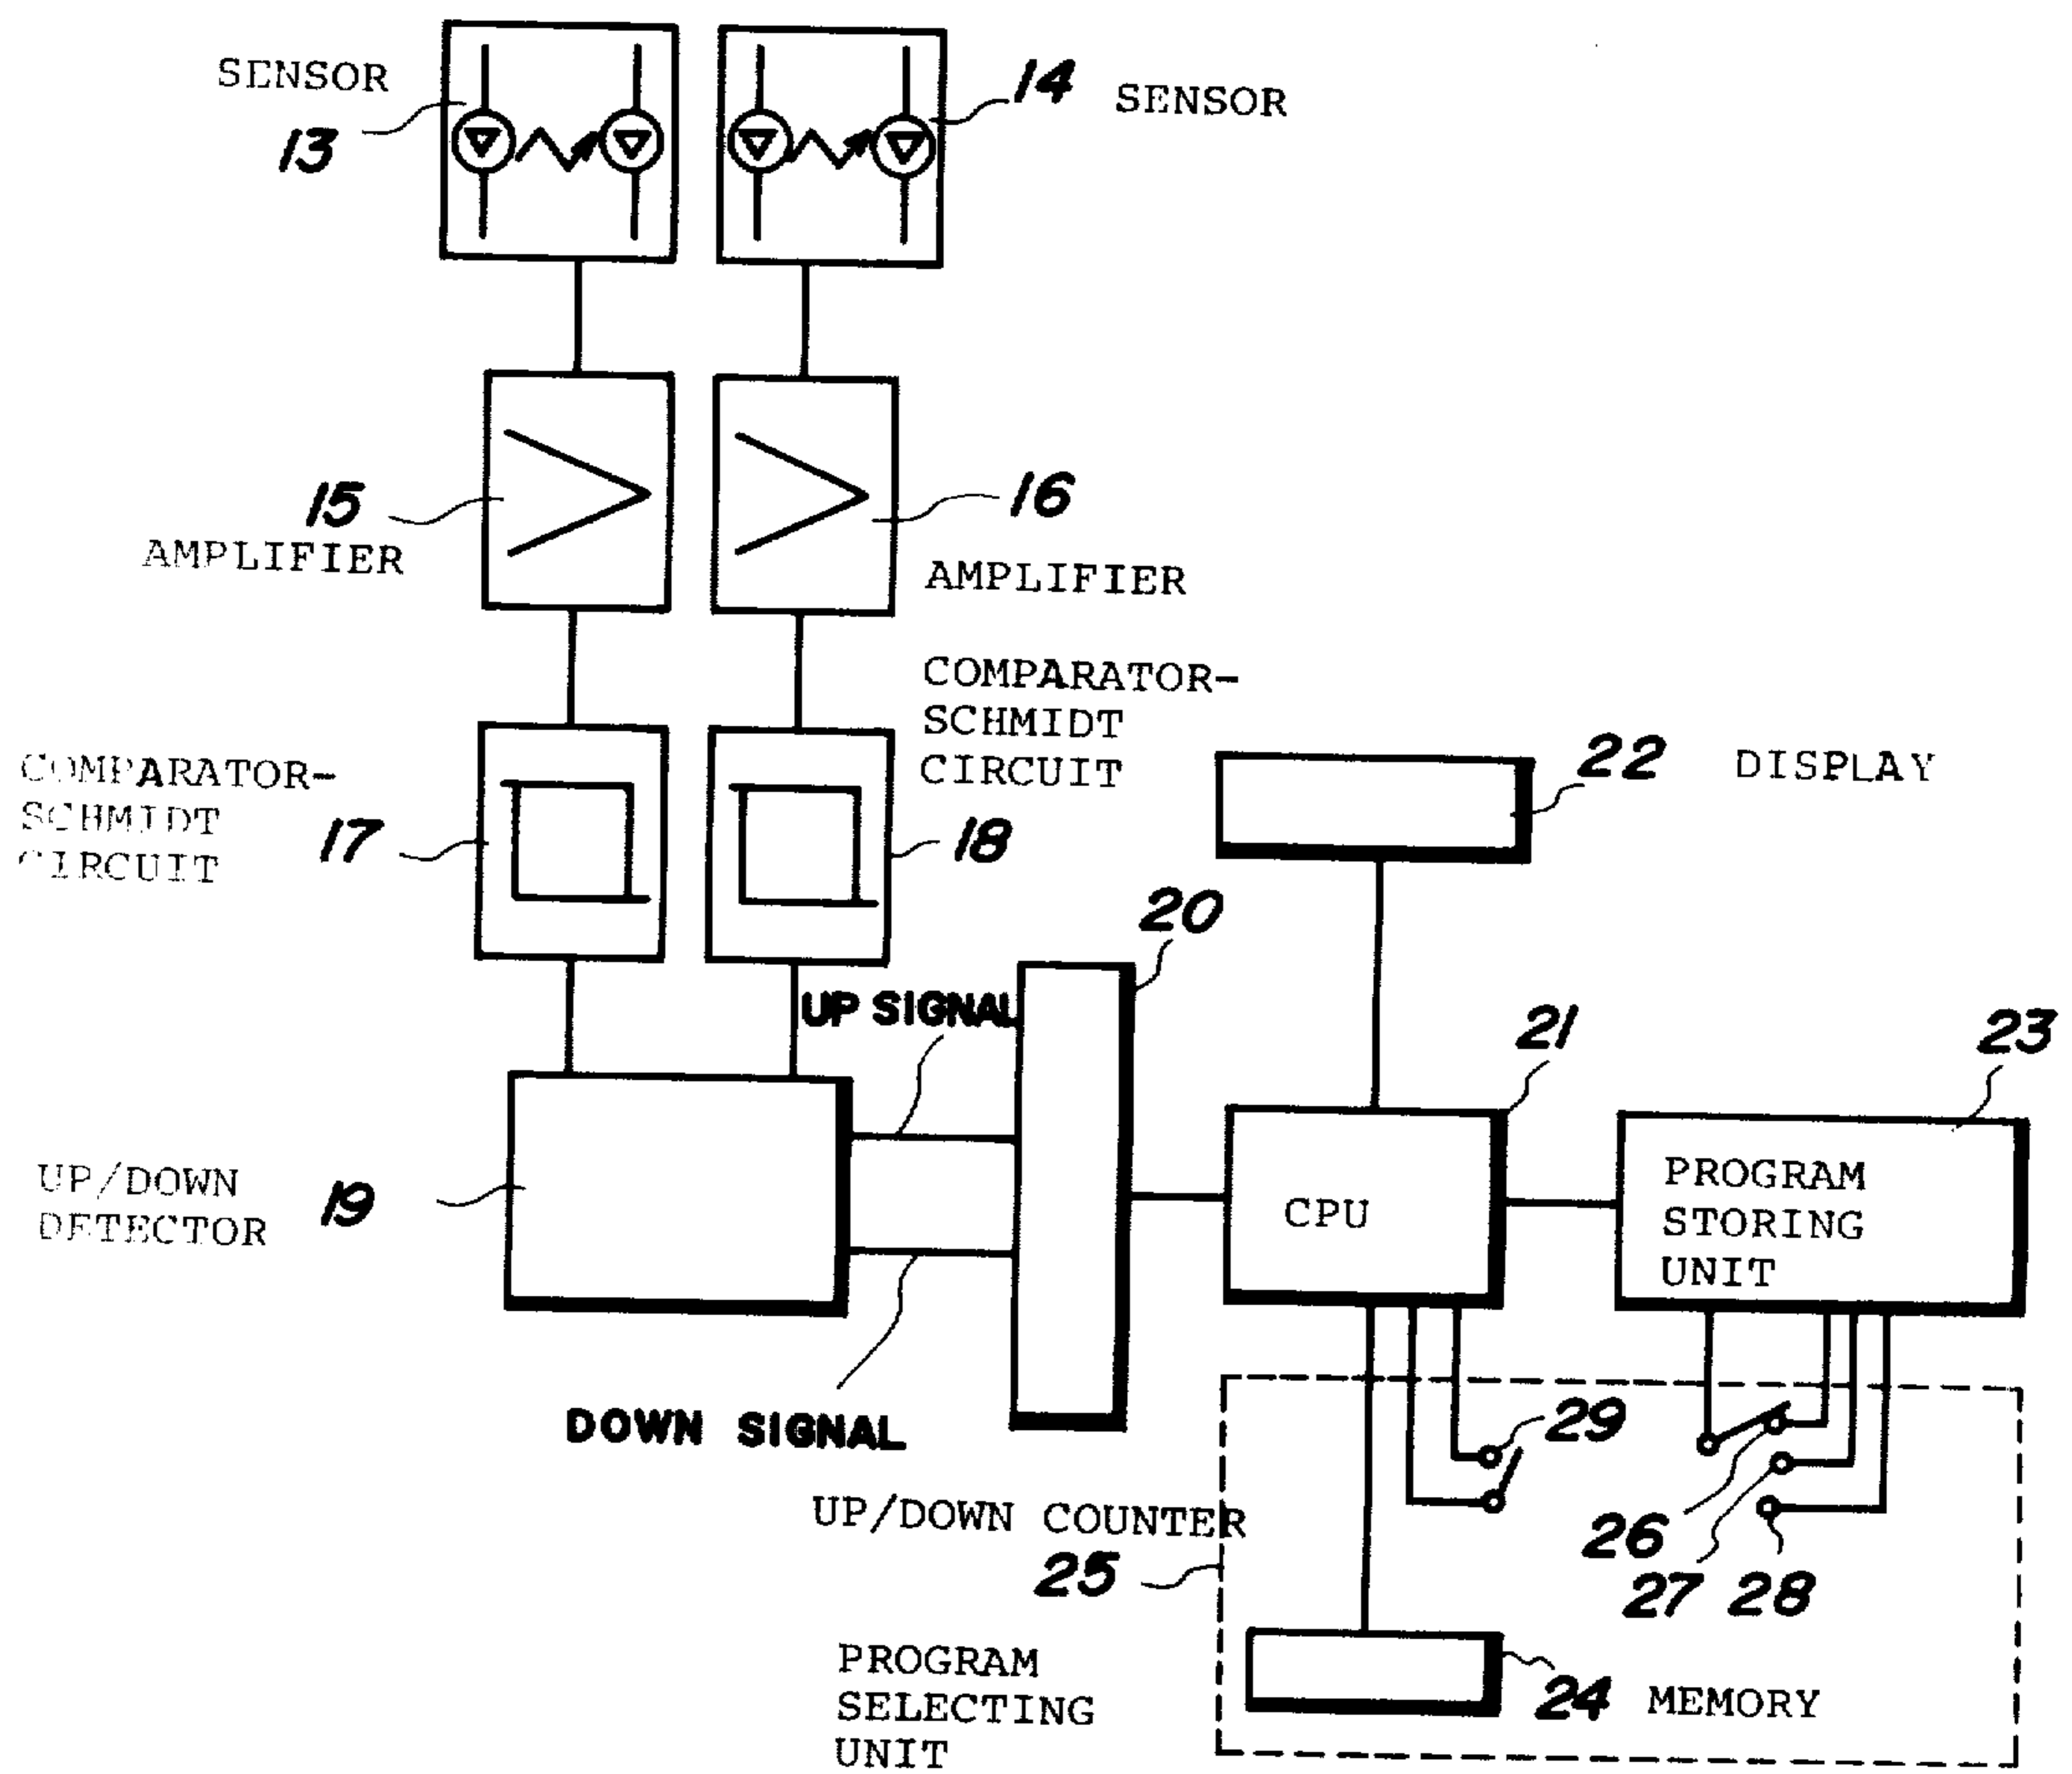 SENSOR
13
14 SENSOR
15
AMPLIFIER
16
AMPLIFIER
COMPARATOR-
SCHMIDT
CIRCUIT
17
COMPARATOR-
SCHMIDT
CIRCUIT
18
22 DISPLAY
20
UP SIGNAL
21
23
UP/DOWN
DETECTOR
19
CPU
PROGRAM
STORING
UNIT
DOWN SIGNAL
29
UP/DOWN COUNTER
25
26
27 28
PROGRAM
SELECTING
UNIT
24 MEMORY